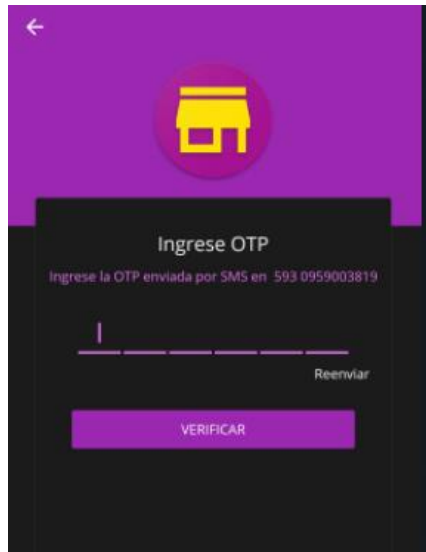 Ingrese OTP
Ingrese la OTP enviada por SMS en 593 0959003819
Reenviar
VERIFICAR